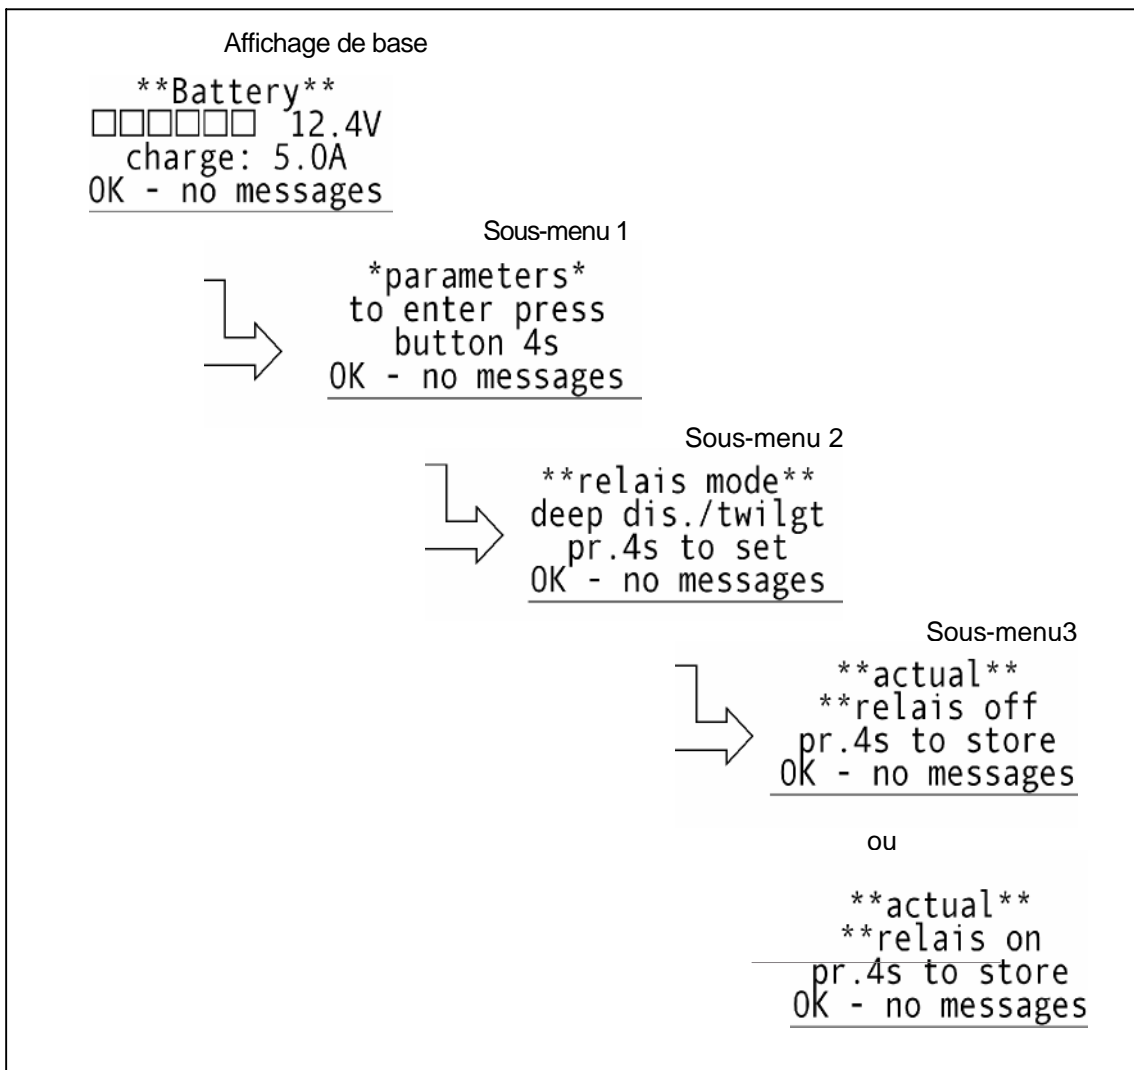 Affichage de base
**Battery**
□□□□□□ 12.4V
charge: 5.0A
OK - no messages
Sous-menu 1
*parameters*
to enter press
button 4s
OK - no messages
Sous-menu 2
**relais mode**
deep dis./twilgt
pr.4s to set
OK - no messages
Sous-menu3
**actual**
**relais off
pr.4s to store
OK - no messages
ou
**actual**
**relais on
pr.4s to store
OK - no messages